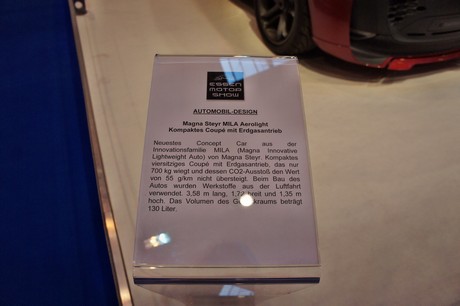 ESSEN
MOTOR
SHOW
AUTOMOBIL-DESIGN
Magna Steyr MILA Aerolight
Kompaktes Coupé mit Erdgasantrieb
Neuestes Concept Car aus der
Innovationsfamilie MILA (Magna Innovative
Lightweight Auto) von Magna Steyr. Kompaktes
viersitziges Coupé mit Erdgasantrieb, das nur
700 kg wiegt und dessen CO2-Ausstoß den Wert
von 55 g/km nicht übersteigt. Beim Bau des
Autos wurden Werkstoffe aus der Luftfahrt
verwendet. 3,58 m lang, breit und 1,35 m
hoch. Das Volumen des beträgt
130 Liter.